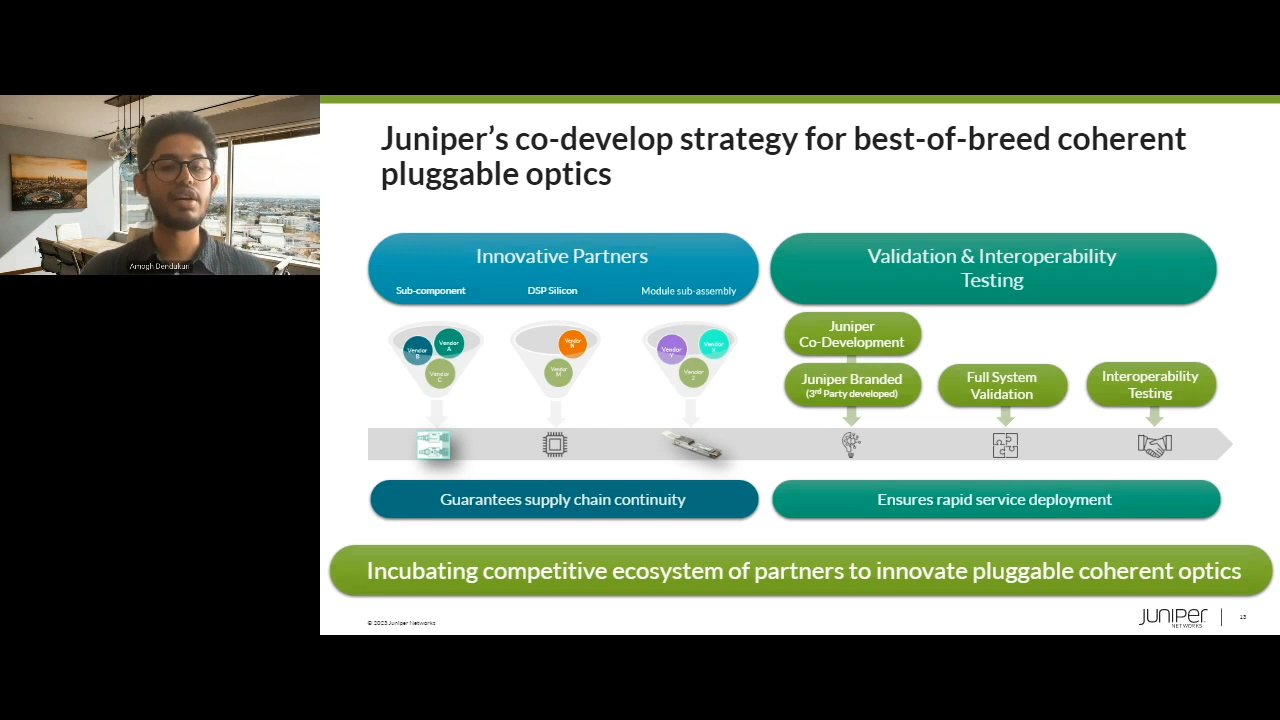 Juniper's co-develop strategy for best-of-breed coherent
pluggable optics
Amogh Dendukuri
Innovative Partners
Sub-component
DSP Silicon
Module sub-assembly
Vendor
B
Vendor
A
Vendor
C
Vendor
N
Vendor
M
Vendor
Y
Vendor
Vendor
Z
Validation & Interoperability
Testing
Juniper
Co-Development
Juniper Branded
(3rd Party developed)
Full System
Validation
Interoperability
Testing
Guarantees supply chain continuity
Ensures rapid service deployment
Incubating competitive ecosystem of partners to innovate pluggable coherent optics
© 2023 Juniper Networks
JUNIPER
NETWORKS
13